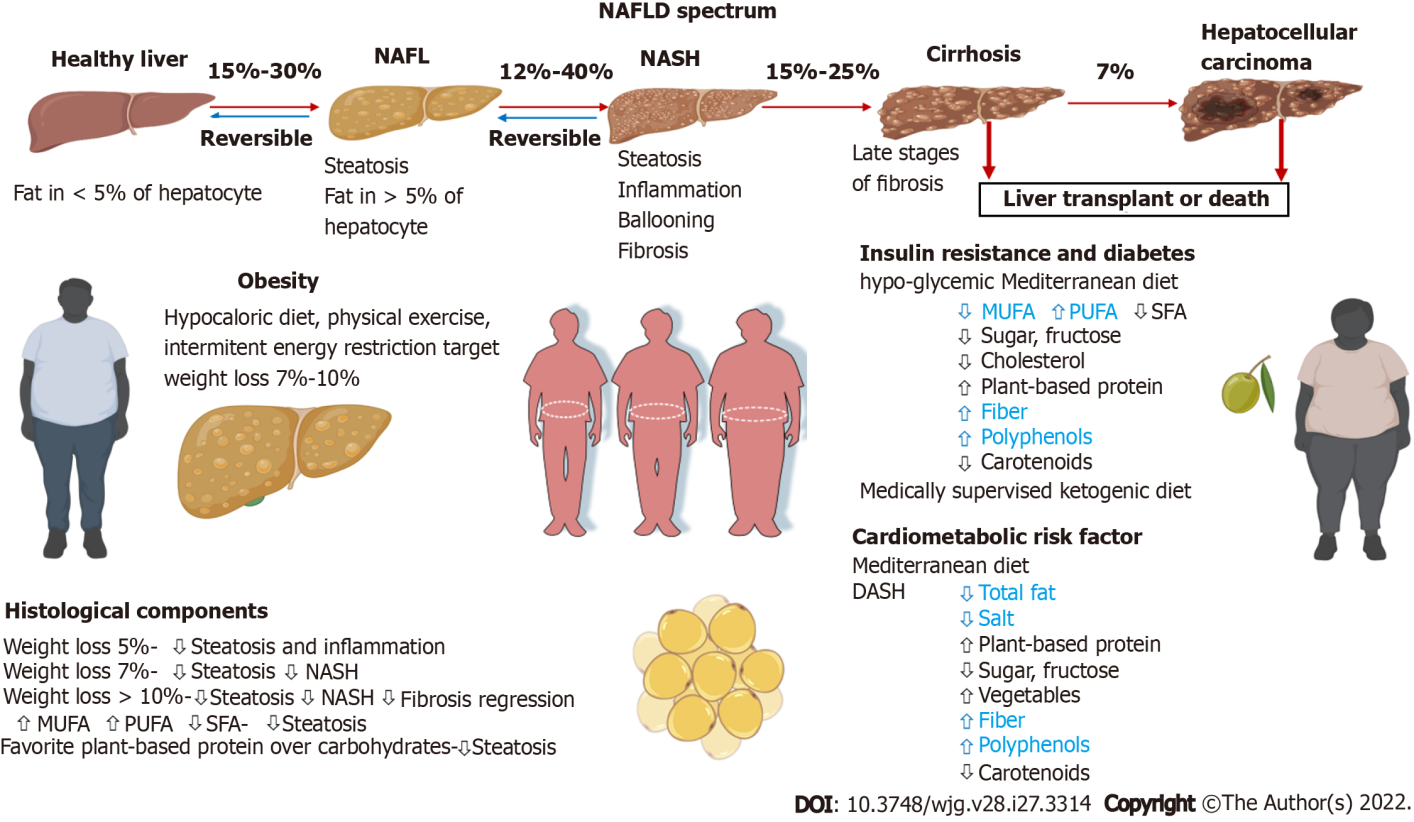 NAFLD spectrum
Healthy liver
15%-30%
Reversible
NAFL
12%-40%
Reversible
NASH
15%-25%
Cirrhosis
7%
Hepatocellular
carcinoma
Fat in < 5% of hepatocyte
Steatosis
Fat in > 5% of
hepatocyte
Steatosis
Inflammation
Ballooning
Fibrosis
Late stages
of fibrosis
Liver transplant or death
Obesity
Hypocaloric diet, physical exercise,
intermitent energy restriction target
weight loss 7%-10%
Insulin resistance and diabetes
hypo-glycemic Mediterranean diet
⇩ MUFA ⇧ PUFA ⇩ SFA
⇩ Sugar, fructose
⇩ Cholesterol
⇧ Plant-based protein
⇧ Fiber
⇧ Polyphenols
⇩ Carotenoids
Medically supervised ketogenic diet
Cardiometabolic risk factor
Mediterranean diet
DASH ⇩ Total fat
⇩ Salt
⇧ Plant-based protein
⇩ Sugar, fructose
⇧ Vegetables
⇧ Fiber
⇧ Polyphenols
⇩ Carotenoids
Histological components
Weight loss 5%- ⇩ Steatosis and inflammation
Weight loss 7%- ⇩ Steatosis ⇩ NASH
Weight loss > 10%-⇩Steatosis ⇩ NASH ⇩ Fibrosis regression
⇧ MUFA ⇧ PUFA ⇩ SFA- ⇩Steatosis
Favorite plant-based protein over carbohydrates-⇩Steatosis
DOI: 10.3748/wjg.v28.i27.3314 Copyright ©The Author(s) 2022.